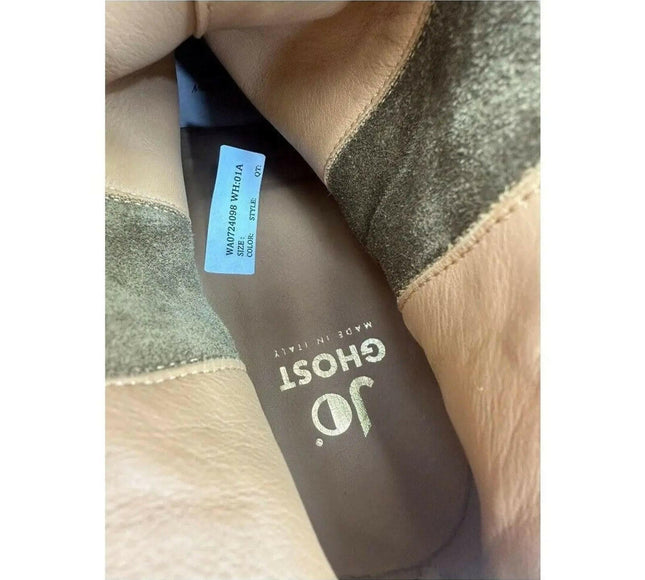 WA0724098 WH:01A
SIZE:
COLOR: STYLE: QT:
JO
GHOST
MADE IN ITALY